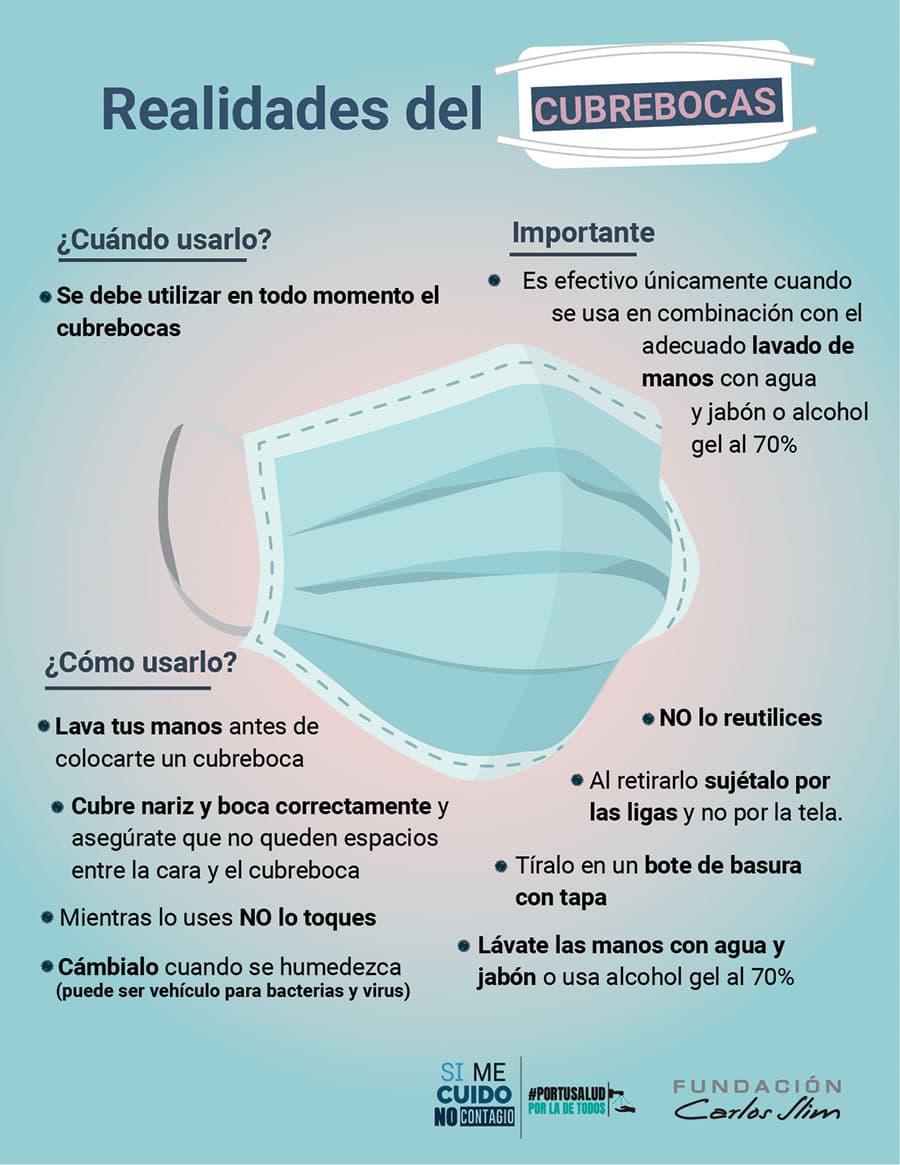 Realidades del CUBREBOCAS
¿Cuándo usarlo?
Se debe utilizar en todo momento el
cubrebocas
Importante
Es efectivo únicamente cuando
se usa en combinación con el
adecuado lavado de
manos con agua
y jabón o alcohol
gel al 70%
¿Cómo usarlo?
Lava tus manos antes de
colocarte un cubreboca
Cubre nariz y boca correctamente y
asegúrate que no queden espacios
entre la cara y el cubreboca
Mientras lo uses NO lo toques
Cámbialo cuando se humedezca
(puede ser vehículo para bacterias y virus)
NO lo reutilices
Al retirarlo sujétalo por
las ligas y no por la tela.
Tíralo en un bote de basura
con tapa
Lávate las manos con agua y
jabón o usa alcohol gel al 70%
SI ME
CUIDO
NO CONTAGIO
#PORTUSALUD
POR LA DE TODOS
FUNDACIÓN
Carlos Slim